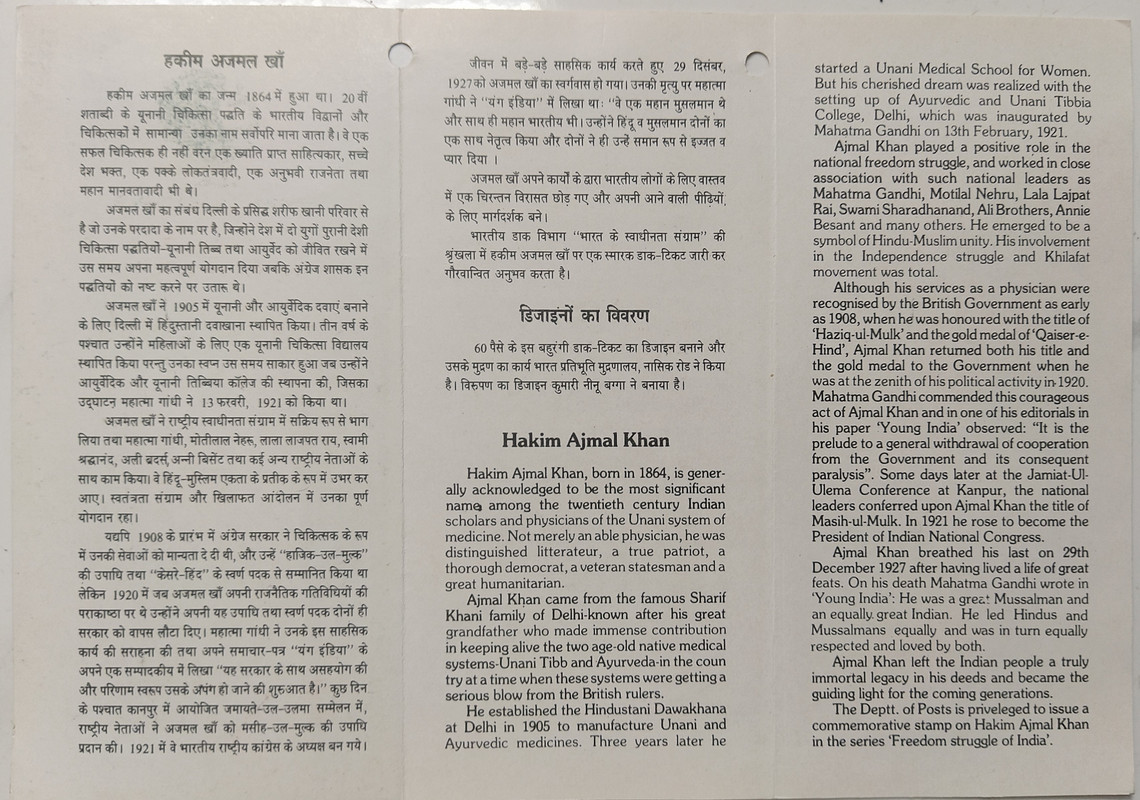 हकीम अजमल खाँ
हकीम अजमल खाँ का जन्म 1864 में हुआ था। 20 वीं
शताब्दी के यूनानी चिकित्सा पद्धति के भारतीय विद्वानों और
चिकित्सकों में सामान्यः उनका नाम सर्वोपरि माना जाता है। वे एक
सफल चिकित्सक ही नहीं वरन एक ख्याति प्राप्त साहित्यकार, सच्चे
देश भक्त, एक पक्के लोकतंत्रवादी, एक अनुभवी राजनेता तथा
महान मानवतावादी भी थे।
अजमल खाँ का संबंध दिल्ली के प्रसिद्ध शरीफ खानी परिवार से
है जो उनके परदादा के नाम पर है, जिन्होंने देश में दो युगों पुरानी देशी
चिकित्सा पद्धतियों-यूनानी तिब्ब तथा आयुर्वेद को जीवित रखने में
उस समय अपना महत्वपूर्ण योगदान दिया जबकि अंग्रेज शासक इन
पद्धतियों को नष्ट करने पर उतारू थे।
अजमल खाँ ने 1905 में यूनानी और आयुर्वेदिक दवाएं बनाने
के लिए दिल्ली में हिंदुस्तानी दवाखाना स्थापित किया। तीन वर्ष के
पश्चात उन्होंने महिलाओं के लिए एक यूनानी चिकित्सा विद्यालय
स्थापित किया परन्तु उनका स्वप्न उस समय साकार हुआ जब उन्होंने
आयुर्वेदिक और यूनानी तिब्बिया कॉलेज की स्थापना की, जिसका
उद्घाटन महात्मा गांधी ने 13 फरवरी, 1921 को किया था।
अजमल खाँ ने राष्ट्रीय स्वाधीनता संग्राम में सक्रिय रूप से भाग
लिया तथा महात्मा गांधी, मोतीलाल नेहरू, लाला लाजपत राय, स्वामी
श्रद्धानंद, अली ब्रदर्स, अन्नी बिसेंट तथा कई अन्य राष्ट्रीय नेताओं के
साथ काम किया। वे हिंदू-मुस्लिम एकता के प्रतीक के रूप में उभर कर
आए। स्वतंत्रता संग्राम और खिलाफत आंदोलन में उनका पूर्ण
योगदान रहा।
यद्यपि 1908 के प्रारंभ में अंग्रेज सरकार ने चिकित्सक के रूप
में उनकी सेवाओं को मान्यता दे दी थी, और उन्हें "हाजिक-उल-मुल्क"
की उपाधि तथा "केसरे-हिंद" के स्वर्ण पदक से सम्मानित किया था
लेकिन 1920 में जब अजमल खाँ अपनी राजनैतिक गतिविधियों की
पराकाष्ठा पर थे उन्होंने अपनी यह उपाधि तथा स्वर्ण पदक दोनों ही
सरकार को वापस लौटा दिए। महात्मा गांधी ने उनके इस साहसिक
कार्य की सराहना की तथा अपने समाचार-पत्र "यंग इंडिया" के
अपने एक सम्पादकीय में लिखा "यह सरकार के साथ असहयोग की
और परिणाम स्वरूप उसके अपंग हो जाने की शुरूआत है।" कुछ दिन
के पश्चात कानपुर में आयोजित जमायते-उल-उलमा सम्मेलन में,
राष्ट्रीय नेताओं ने अजमल खाँ को मसीह-उल-मुल्क की उपाधि
प्रदान की। 1921 में वे भारतीय राष्ट्रीय कांग्रेस के अध्यक्ष बन गये।
जीवन में बड़े-बड़े साहसिक कार्य करते हुए 29 दिसंबर,
1927 को अजमल खाँ का स्वर्गवास हो गया। उनकी मृत्यु पर महात्मा
गांधी ने "यंग इंडिया" में लिखा थाः "वे एक महान मुसलमान थे
और साथ ही महान भारतीय भी। उन्होंने हिंदू व मुसलमान दोनों का
एक साथ नेतृत्व किया और दोनों ने ही उन्हें समान रूप से इज्जत व
प्यार दिया ।
अजमल खाँ अपने कार्यों के द्वारा भारतीय लोगों के लिए वास्तव
में एक चिरन्तन विरासत छोड़ गए और अपनी आने वाली पीढ़ियों,
के लिए मार्गदर्शक बने।
भारतीय डाक विभाग "भारत के स्वाधीनता संग्राम" की
श्रृंखला में हकीम अजमल खाँ पर एक स्मारक डाक-टिकट जारी कर
गौरवान्वित अनुभव करता है।
डिजाइंनों का विवरण
60 पैसे के इस बहुरंगी डाक-टिकट का डिजाइन बनाने और
उसके मुद्रण का कार्य भारत प्रतिभूति मुद्रणालय, नासिक रोड ने किया
है। विरूपण का डिजाइन कुमारी नीनू बग्गा ने बनाया है।
Hakim Ajmal Khan
Hakim Ajmal Khan, born in 1864, is gener-
ally acknowledged to be the most significant
name among the twentieth century Indian
scholars and physicians of the Unani system of
medicine. Not merely an able physician, he was
distinguished litterateur, a true patriot, a
thorough democrat, a veteran statesman and a
great humanitarian.
Ajmal Khan came from the famous Sharif
Khani family of Delhi-known after his great
grandfather who made immense contribution
in keeping alive the two age-old native medical
systems-Unani Tibb and Ayurveda-in the coun
try at a time when these systems were getting a
serious blow from the British rulers.
He established the Hindustani Dawakhana
at Delhi in 1905 to manufacture Unani and
Ayurvedic medicines. Three years later he
started a Unani Medical School for Women.
But his cherished dream was realized with the
setting up of Ayurvedic and Unani Tibbia
College, Delhi, which was inaugurated by
Mahatma Gandhi on 13th February, 1921.
Ajmal Khan played a positive role in the
national freedom struggle, and worked in close
association with such national leaders as
Mahatma Gandhi, Motilal Nehru, Lala Lajpat
Rai, Swami Sharadhanand, Ali Brothers, Annie
Besant and many others. He emerged to be a
symbol of Hindu-Muslim unity. His involvement
in the Independence struggle and Khilafat
movement was total.
Although his services as a physician were
recognised by the British Government as early
as 1908, when he was honoured with the title of
'Haziq-ul-Mulk' and the gold medal of 'Qaiser-e-
Hind', Ajmal Khan returned both his title and
the gold medal to the Government when he
was at the zenith of his political activity in 1920.
Mahatma Gandhi commended this courageous
act of Ajmal Khan and in one of his editorials in
his paper 'Young India' observed: "It is the
prelude to a general withdrawal of cooperation
from the Government and its consequent
paralysis". Some days later at the Jamiat-Ul-
Ulema Conference at Kanpur, the national
leaders conferred upon Ajmal Khan the title of
Masih-ul-Mulk. In 1921 he rose to become the
President of Indian National Congress.
Ajmal Khan breathed his last on 29th
December 1927 after having lived a life of great
feats. On his death Mahatma Gandhi wrote in
'Young India': He was a great Mussalman and
an equally great Indian. He led Hindus and
Mussalmans equally and was in turn equally
respected and loved by both.
Ajmal Khan left the Indian people a truly
immortal legacy in his deeds and became the
guiding light for the coming generations.
The Deptt. of Posts is priveleged to issue a
commemorative stamp on Hakim Ajmal Khan
in the series 'Freedom struggle of India'.